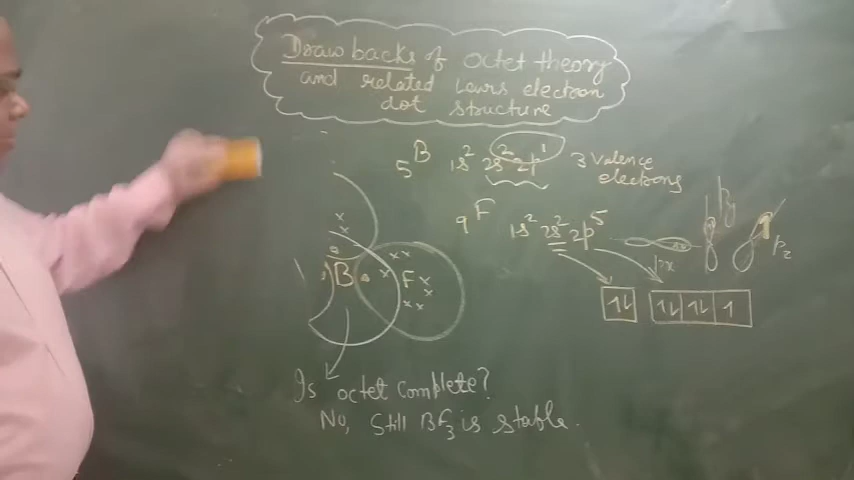 Draw backs of octet theory
and related Lewis electron
dot structure
5B 1s² 2s² 2p¹ 3 Valence
electrons
9F 1s² 2s² 2p⁵
px
py
pz
B
F
Is octet complete?
No, Still BF₃ is stable.